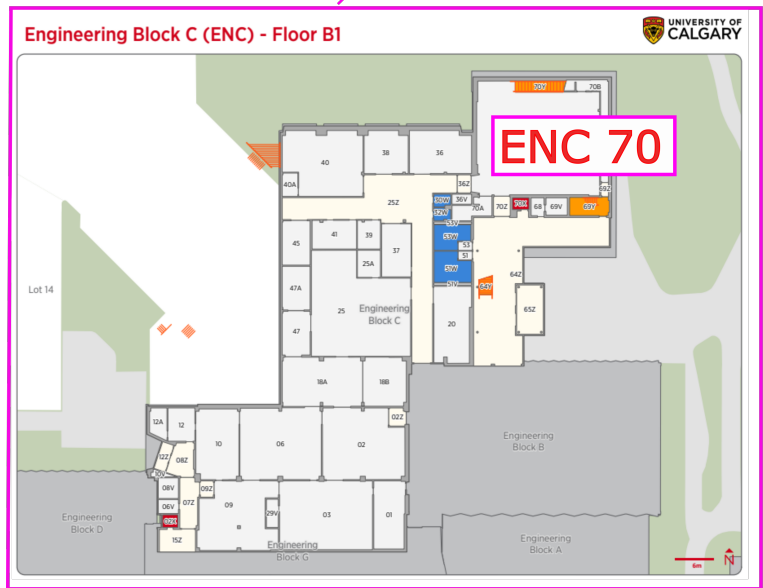 Engineering Block C (ENC) - Floor B1
UNIVERSITY OF
CALGARY
70Y
70B
ENC 70
38
36
40
40A
36Z
69Z
25Z
30W
36V
32W
70A
70Z
70X
68
69V
69Y
53V
41
39
45
37
53W
53
51
25A
51W
47A
51V
64Y
64Z
Lot 14
25
Engineering
Block C
65Z
20
47
18A
18B
12A
12
02Z
10
06
02
Engineering
Block B
12Z
08Z
10V
08V
09Z
07Z
06V
09
29V
03
01
Engineering
Block D
02X
15Z
Engineering
Block G
Engineering
Block A
6m
N